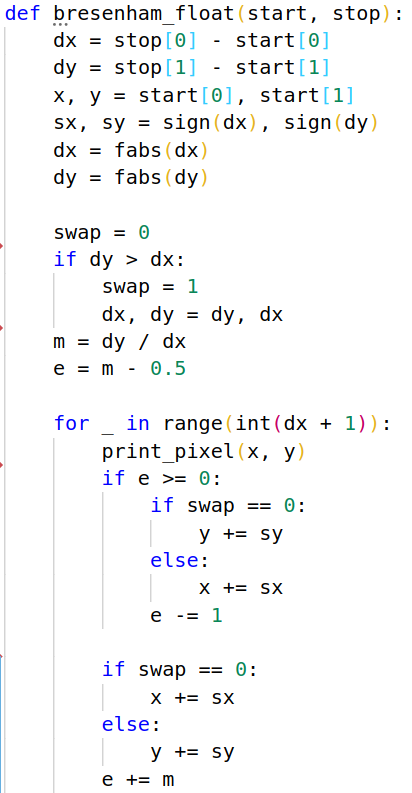 def bresenham_float(start, stop):
    dx = stop[0] - start[0]
    dy = stop[1] - start[1]
    x, y = start[0], start[1]
    sx, sy = sign(dx), sign(dy)
    dx = fabs(dx)
    dy = fabs(dy)

    swap = 0
    if dy > dx:
        swap = 1
        dx, dy = dy, dx
    m = dy / dx
    e = m - 0.5

    for _ in range(int(dx + 1)):
        print_pixel(x, y)
        if e >= 0:
            if swap == 0:
                y += sy
            else:
                x += sx
            e -= 1

        if swap == 0:
            x += sx
        else:
            y += sy
        e += m